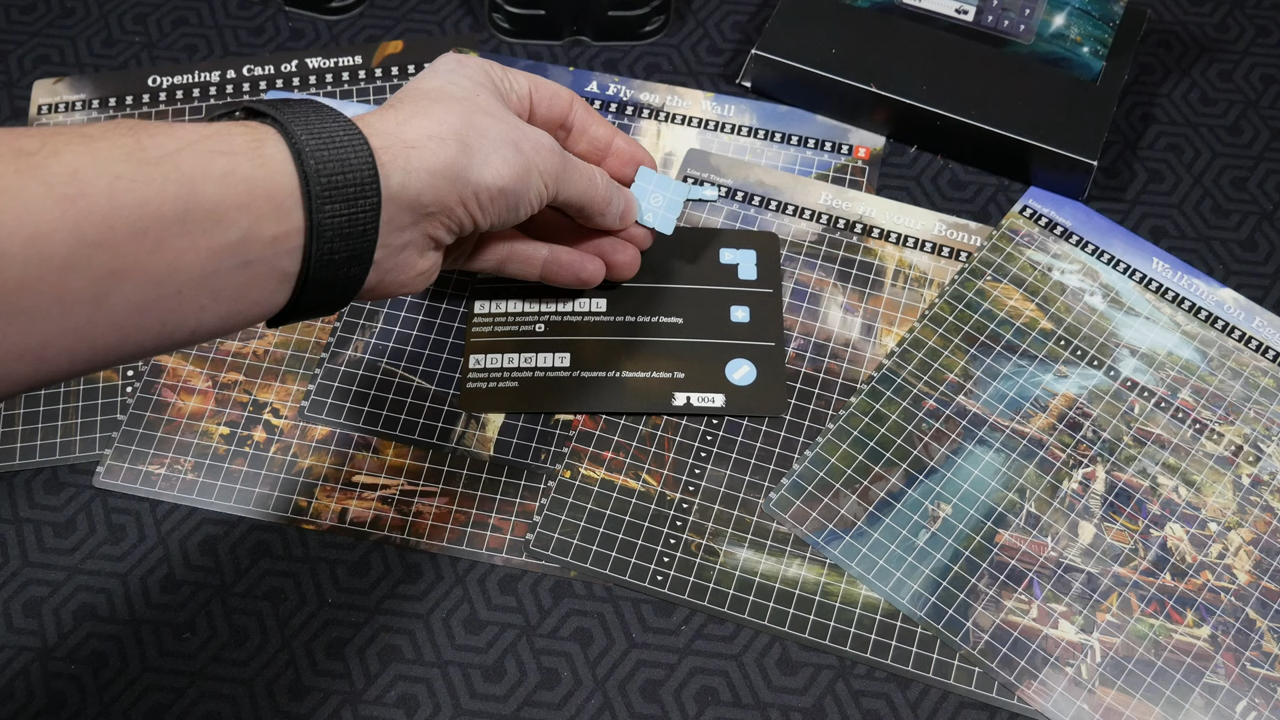 Opening a Can of Worms
A Fly on the Wall
Line of Tragedy
Bee in your Bonn
Line of Tragedy
Walking on Eg
SKILLFUL
Allows one to scratch off this shape anywhere on the Grid of Destiny,
except squares past
ADROIT
Allows one to double the number of squares of a Standard Action Tile
during an action.
004
? ?
? ? ?